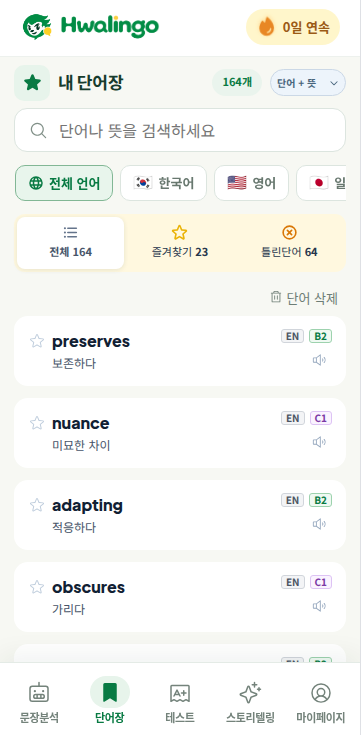 Hwalingo
0일 연속
내 단어장
164개
단어 + 뜻
단어나 뜻을 검색하세요
전체 언어
한국어
영어
일
전체 164
즐겨찾기 23
틀린단어 64
단어 삭제
preserves
EN B2
보존하다
nuance
EN C1
미묘한 차이
adapting
EN B2
적응하다
obscures
EN C1
가리다
A+
문장분석
단어장
테스트
스토리텔링
마이페이지